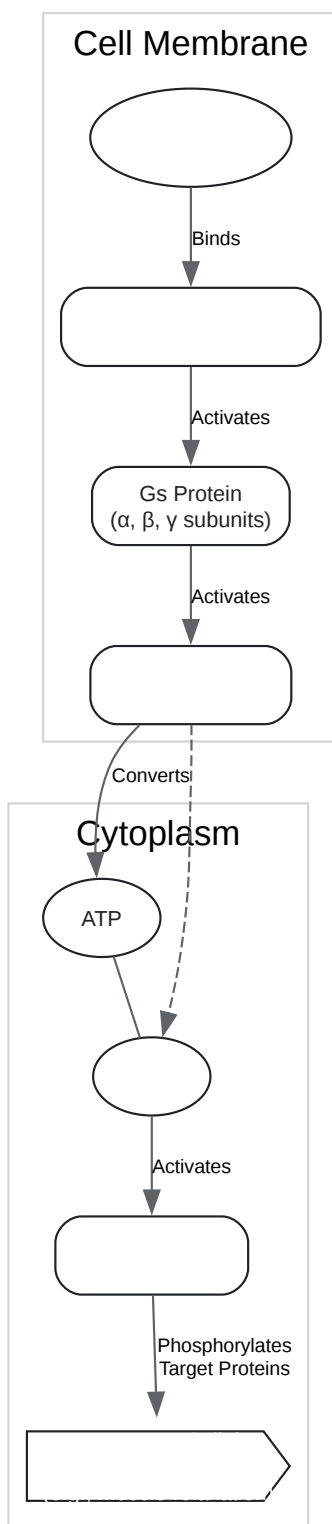 Cell Membrane
Binds
Activates
Gs Protein
(α, β, γ subunits)
Activates
Converts
Cytoplasm
ATP
Activates
Phosphorylates
Target Proteins